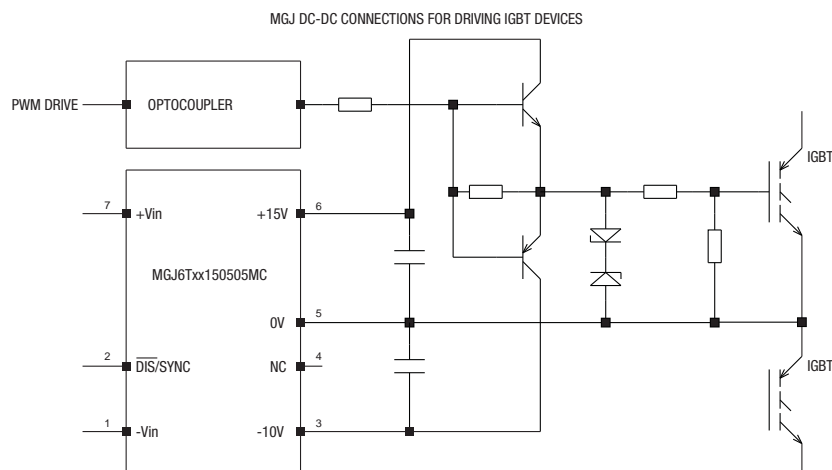 MGJ DC-DC CONNECTIONS FOR DRIVING IGBT DEVICES
PWM DRIVE
OPTOCOUPLER
IGBT
7
+Vin
+15V
6
MGJ6Txx150505MC
0V
5
2
DIS/SYNC
NC
4
IGBT
1
-Vin
-10V
3